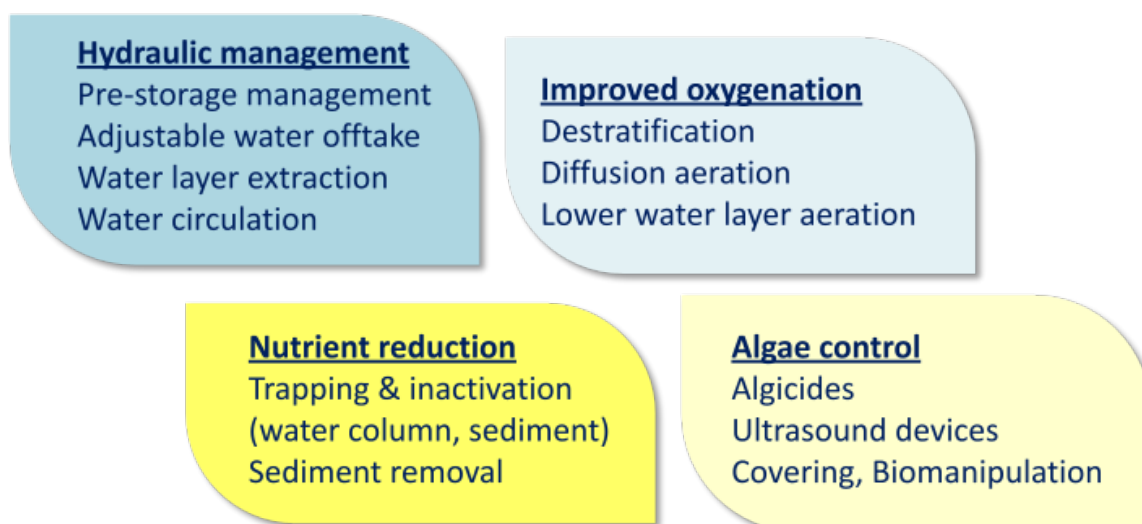 Hydraulic management
Pre-storage management
Adjustable water offtake
Water layer extraction
Water circulation
Improved oxygenation
Destratification
Diffusion aeration
Lower water layer aeration
Nutrient reduction
Trapping & inactivation
(water column, sediment)
Sediment removal
Algae control
Algicides
Ultrasound devices
Covering, Biomanipulation